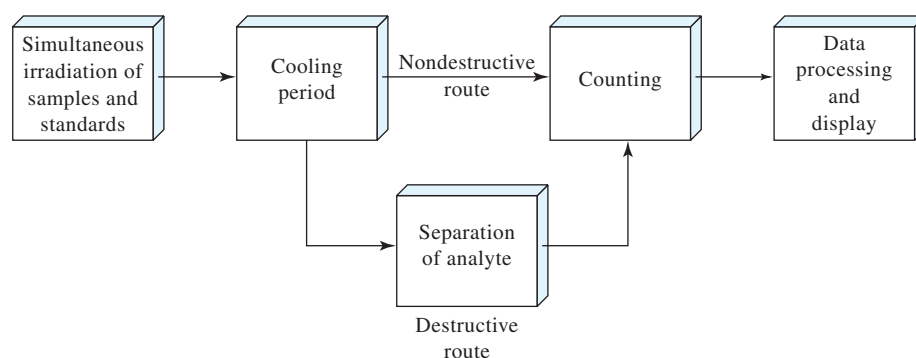 Simultaneous
irradiation of
samples and
standards
Cooling
period
Nondestructive
route
Counting
Data
processing
and
display
Separation
of analyte
Destructive
route